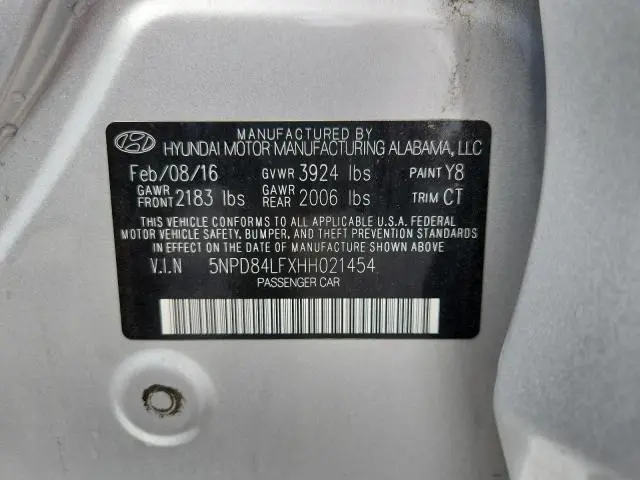 MANUFACTURED BY
HYUNDAI MOTOR MANUFACTURING ALABAMA, LLC
Feb/08/16 GVWR 3924 lbs PAINT Y8
GAWR FRONT 2183 lbs GAWR REAR 2006 lbs TRIM CT
THIS VEHICLE CONFORMS TO ALL APPLICABLE U.S.A. FEDERAL
MOTOR VEHICLE SAFETY, BUMPER, AND THEFT PREVENTION STANDARDS
IN EFFECT ON THE DATE OF MANUFACTURE SHOWN ABOVE
V.I.N 5NPD84LFXHH021454
PASSENGER CAR